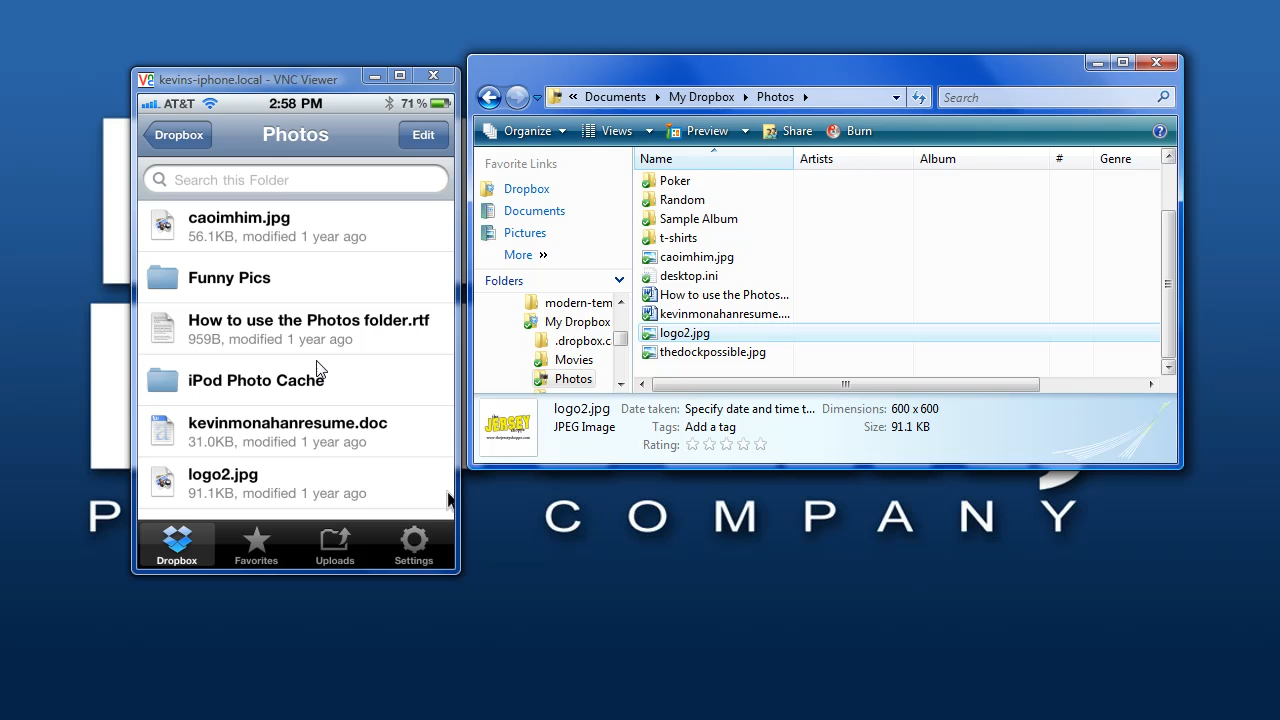 kevins-iphone.local - VNC Viewer
AT&T 2:58 PM 71%
Dropbox Photos Edit
Search this Folder
caoimhim.jpg
56.1KB, modified 1 year ago
Funny Pics
How to use the Photos folder.rtf
959B, modified 1 year ago
iPod Photo Cache
kevinmonahanresume.doc
31.0KB, modified 1 year ago
logo2.jpg
91.1KB, modified 1 year ago
Dropbox Favorites Uploads Settings
« Documents My Dropbox Photos Search
Organize Views Preview Share Burn
Favorite Links
Dropbox
Documents
Pictures
More »
Folders
modern-tem
My Dropbox
.dropbox.c
Movies
Photos
Name Artists Album # Genre
Poker
Random
Sample Album
t-shirts
caoimhim.jpg
desktop.ini
How to use the Photos...
kevinmonahanresume....
logo2.jpg
thedockpossible.jpg
JERSEY
logo2.jpg Date taken: Specify date and time t... Dimensions: 600 x 600
JPEG Image Tags: Add a tag Size: 91.1 KB
Rating:
P COMPANY